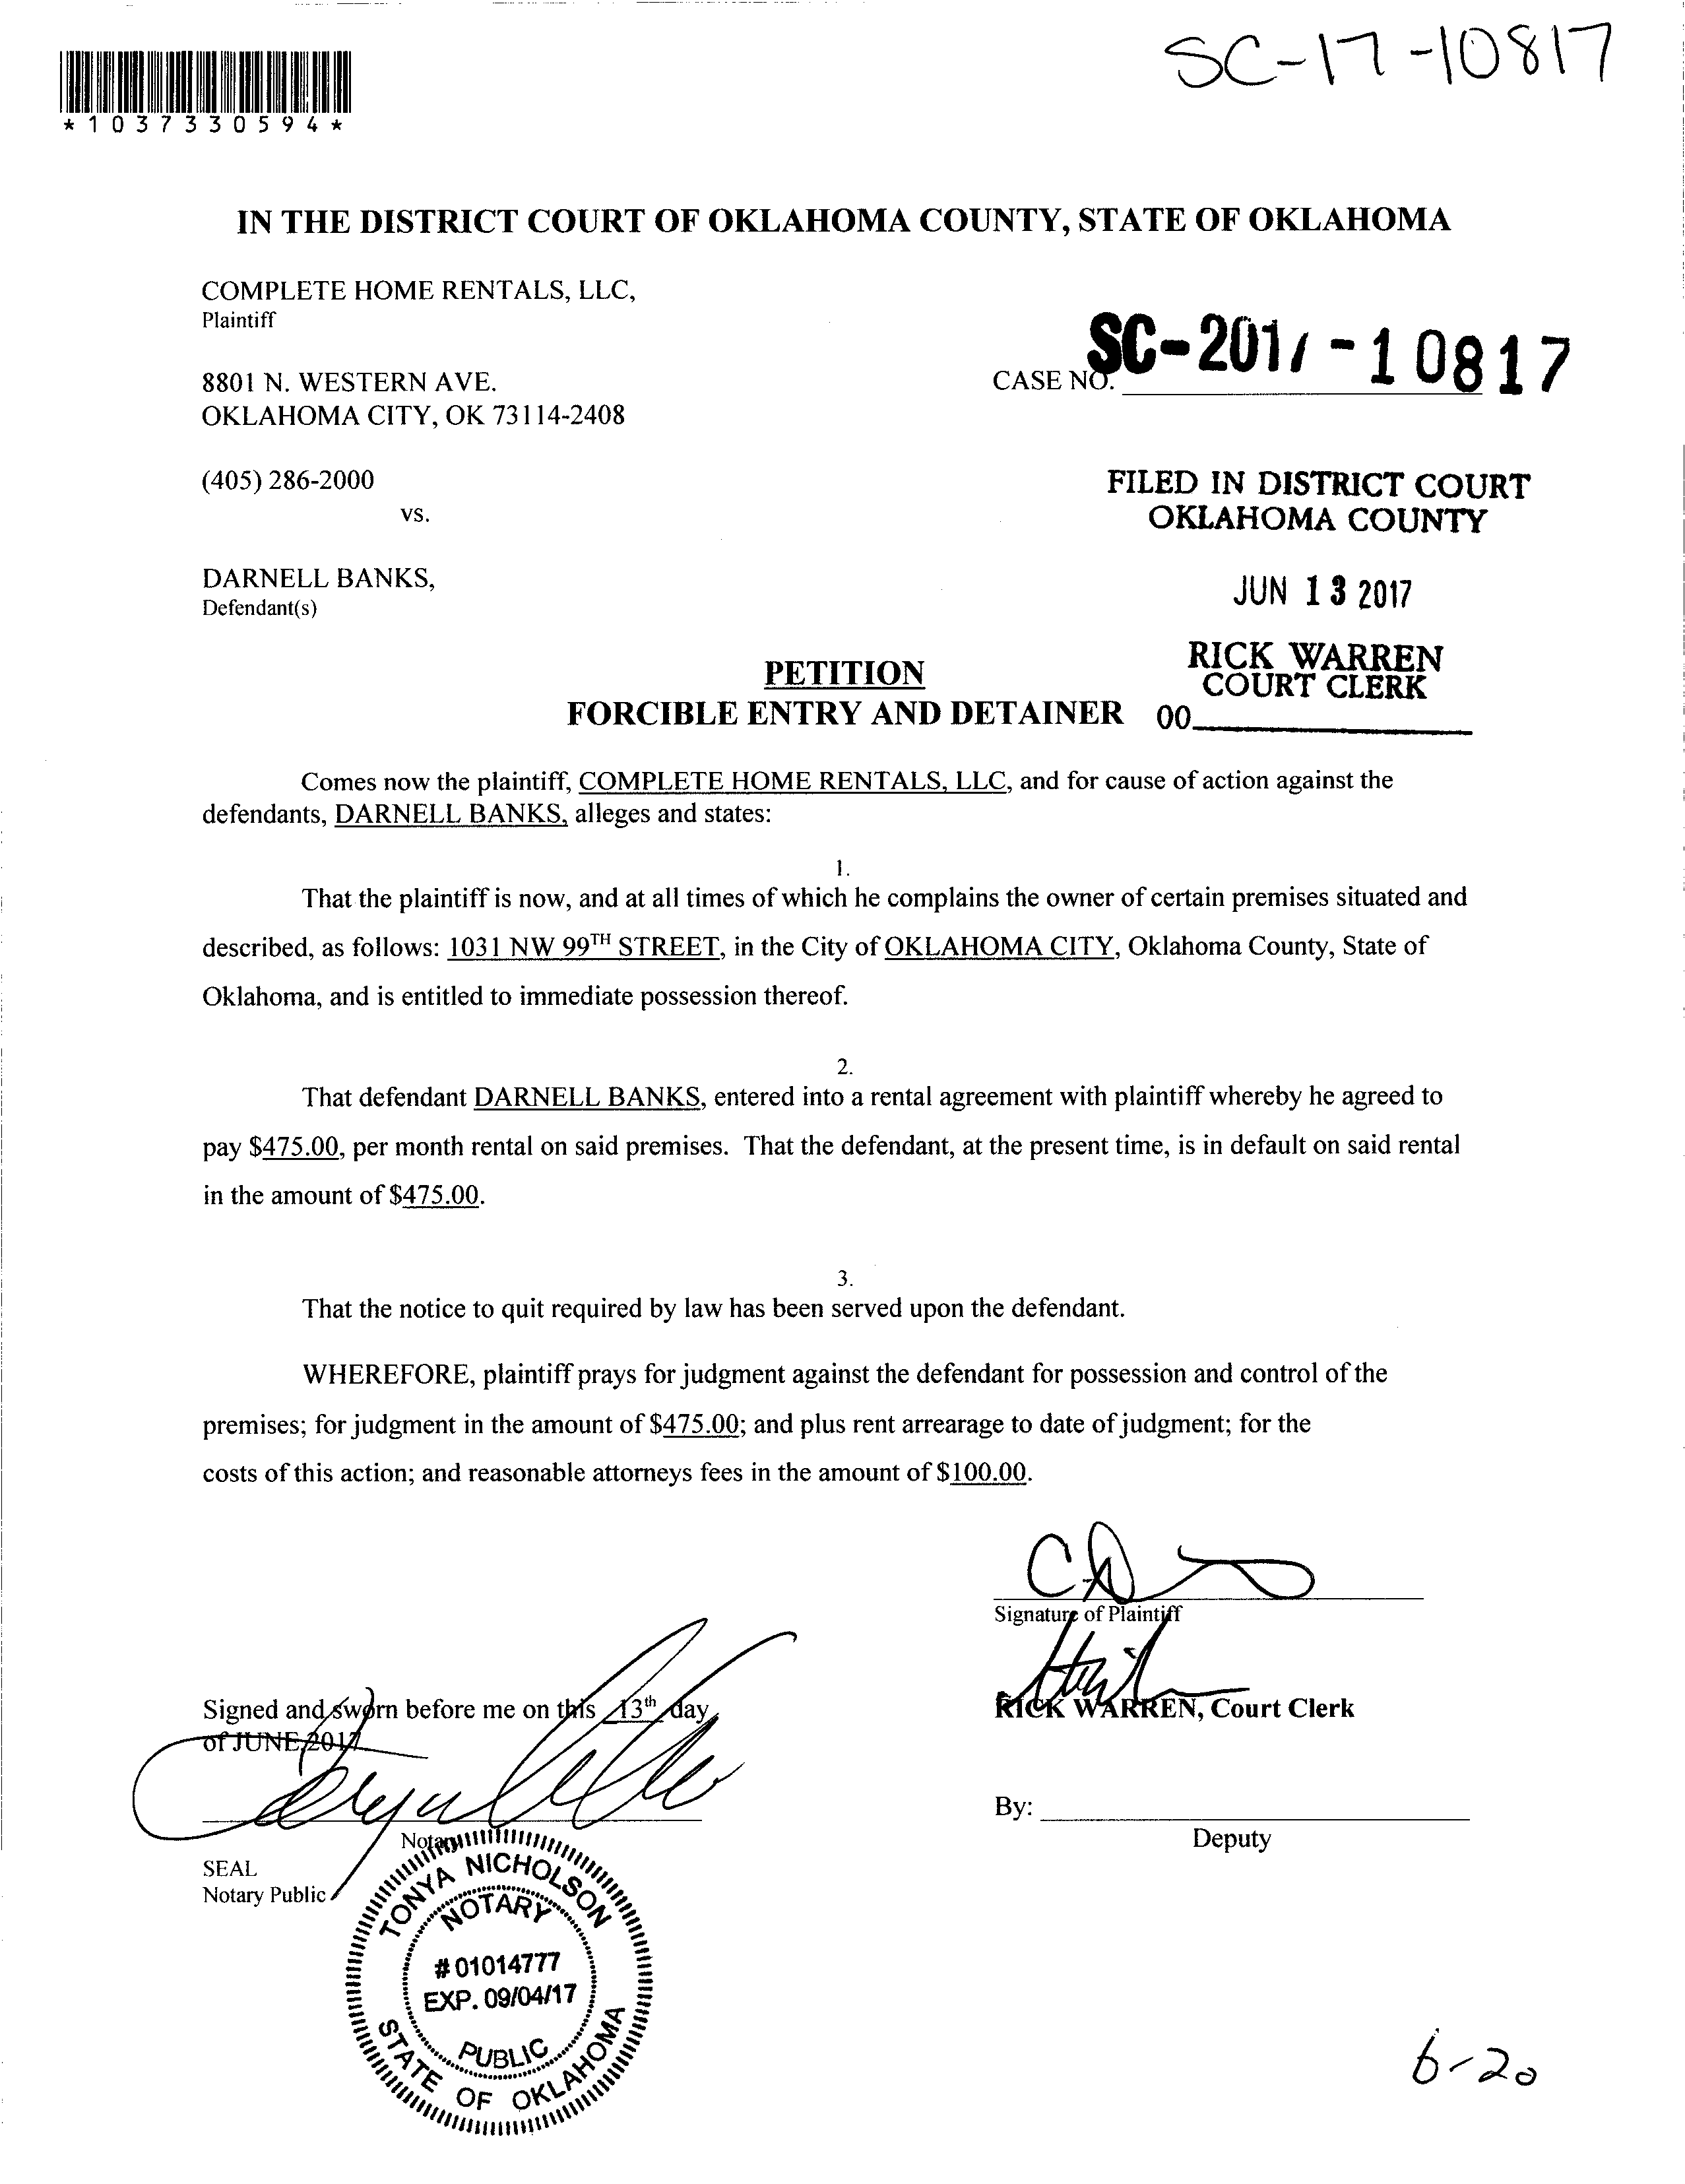 SC-17-10817
*1037330594*
IN THE DISTRICT COURT OF OKLAHOMA COUNTY, STATE OF OKLAHOMA
COMPLETE HOME RENTALS, LLC,
Plaintiff
8801 N. WESTERN AVE.
OKLAHOMA CITY, OK 73114-2408
CASE NO. SC-2017-10817
(405) 286-2000
vs.
FILED IN DISTRICT COURT
OKLAHOMA COUNTY
DARNELL BANKS,
Defendant(s)
JUN 13 2017
RICK WARREN
COURT CLERK
00
PETITION
FORCIBLE ENTRY AND DETAINER
Comes now the plaintiff, COMPLETE HOME RENTALS, LLC, and for cause of action against the
defendants, DARNELL BANKS, alleges and states:
1.
That the plaintiff is now, and at all times of which he complains the owner of certain premises situated and
described, as follows: 1031 NW 99TH STREET, in the City of OKLAHOMA CITY, Oklahoma County, State of
Oklahoma, and is entitled to immediate possession thereof.
2.
That defendant DARNELL BANKS, entered into a rental agreement with plaintiff whereby he agreed to
pay $475.00, per month rental on said premises. That the defendant, at the present time, is in default on said rental
in the amount of $475.00.
3.
That the notice to quit required by law has been served upon the defendant.
WHEREFORE, plaintiff prays for judgment against the defendant for possession and control of the
premises; for judgment in the amount of $475.00; and plus rent arrearage to date of judgment; for the
costs of this action; and reasonable attorneys fees in the amount of $100.00.
Signature of Plaintiff
Signed and sworn before me on this 13th day
of JUNE, 2017
RICK WARREN, Court Clerk
By:
Deputy
Notary
SEAL
Notary Public
TONYA NICHOLSON
NOTARY
#01014777
EXP. 09/04/17
PUBLIC
STATE OF OKLAHOMA
6-20